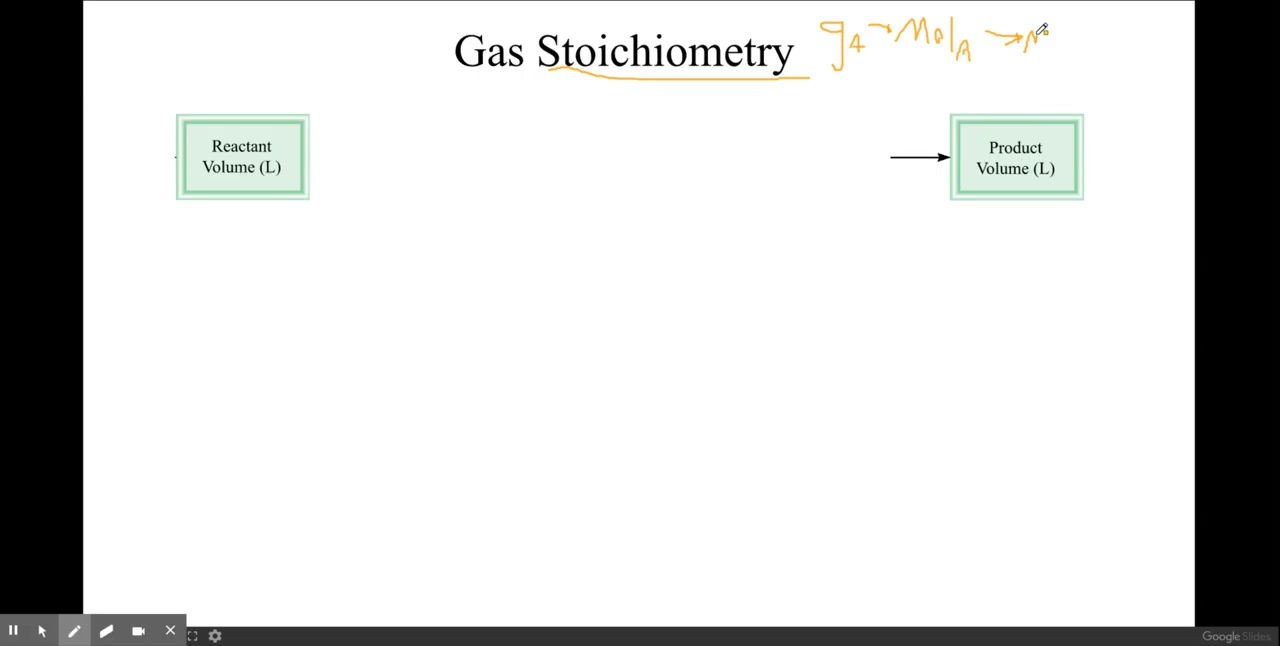 Gas Stoichiometry
g A → Mol A →
Reactant
Volume (L)
Product
Volume (L)
Google Slides